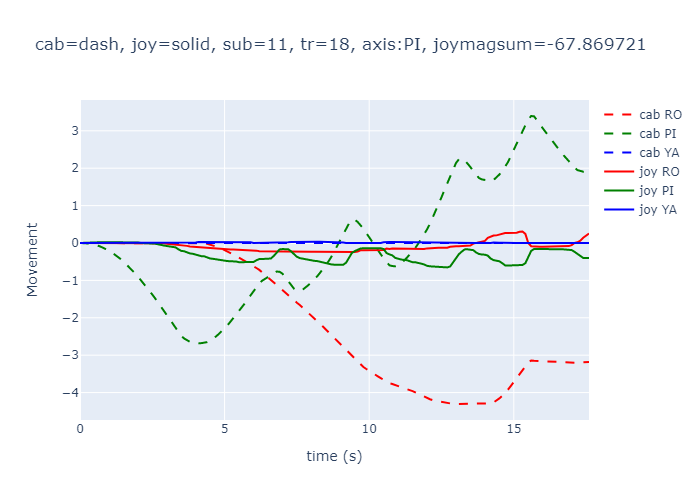 cab=dash, joy=solid, sub=11, tr=18, axis:PI, joymagsum=-67.869721
cab RO
cab PI
cab YA
joy RO
joy PI
joy YA
Movement
3
2
1
0
−1
−2
−3
−4
0
5
10
15
time (s)